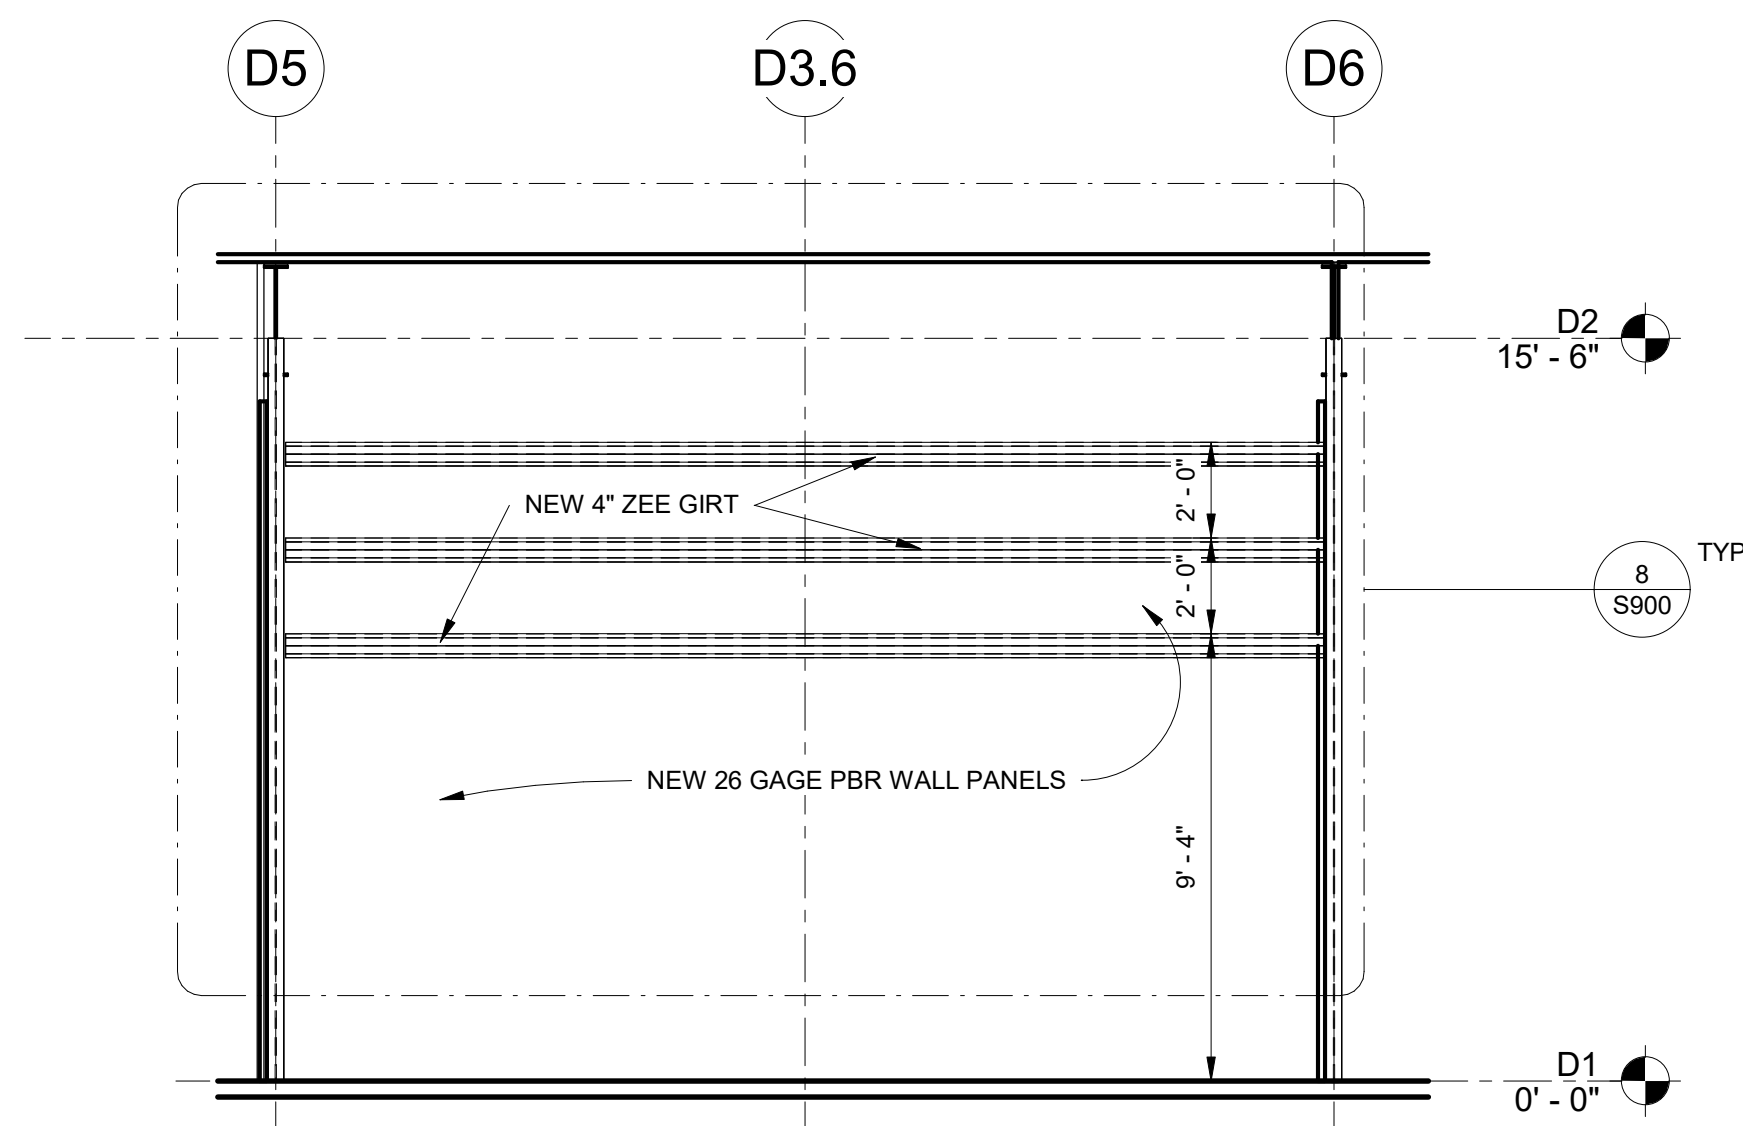 D5
D3.6
D6
D2
15' - 6"
2' - 0"
NEW 4" ZEE GIRT
TYP
2' - 0"
8
S900
NEW 26 GAGE PBR WALL PANELS
9' - 4"
D1
0' - 0"